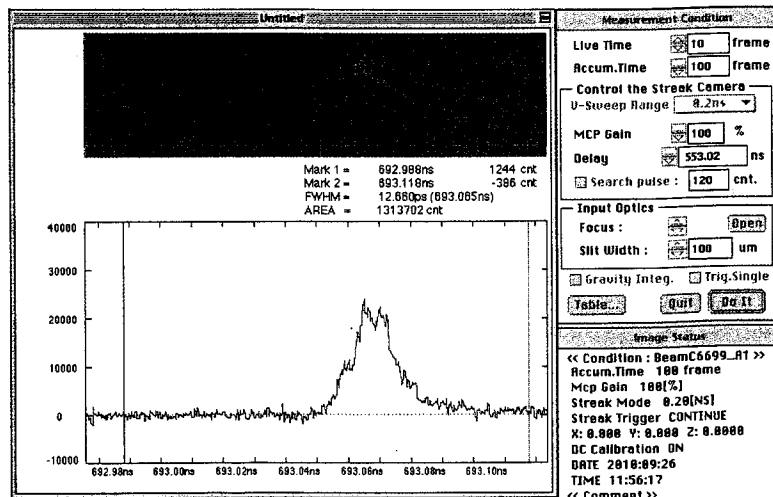 Untitled
Mark 1 = 692.988ns 1244 cnt
Mark 2 = 693.118ns -386 cnt
FWHM = 12.660ps (693.065ns)
AREA = 1313702 cnt
40000
30000
20000
10000
0
-10000
692.98ns 693.00ns 693.02ns 693.04ns 693.06ns 693.08ns 693.10ns
Measurement Condition
Live Time 10 frame
Accum.Time 100 frame
Control the Streak Camera
V-Sweep Range 0.2ns
MCP Gain 100 %
Delay 553.02 ns
Search pulse : 120 cnt.
Input Optics
Focus : Open
Slit Width : 100 um
Gravity Integ. Trig.Single
Table... Quit Do It
Image Status
<< Condition : BeamC6699_A1 >>
Accum.Time 100 frame
Mcp Gain 100[%]
Streak Mode 0.20[NS]
Streak Trigger CONTINUE
X: 0.000 Y: 0.000 Z: 0.0000
DC Calibration ON
DATE 2010:09:26
TIME 11:56:17
<< Comment >>